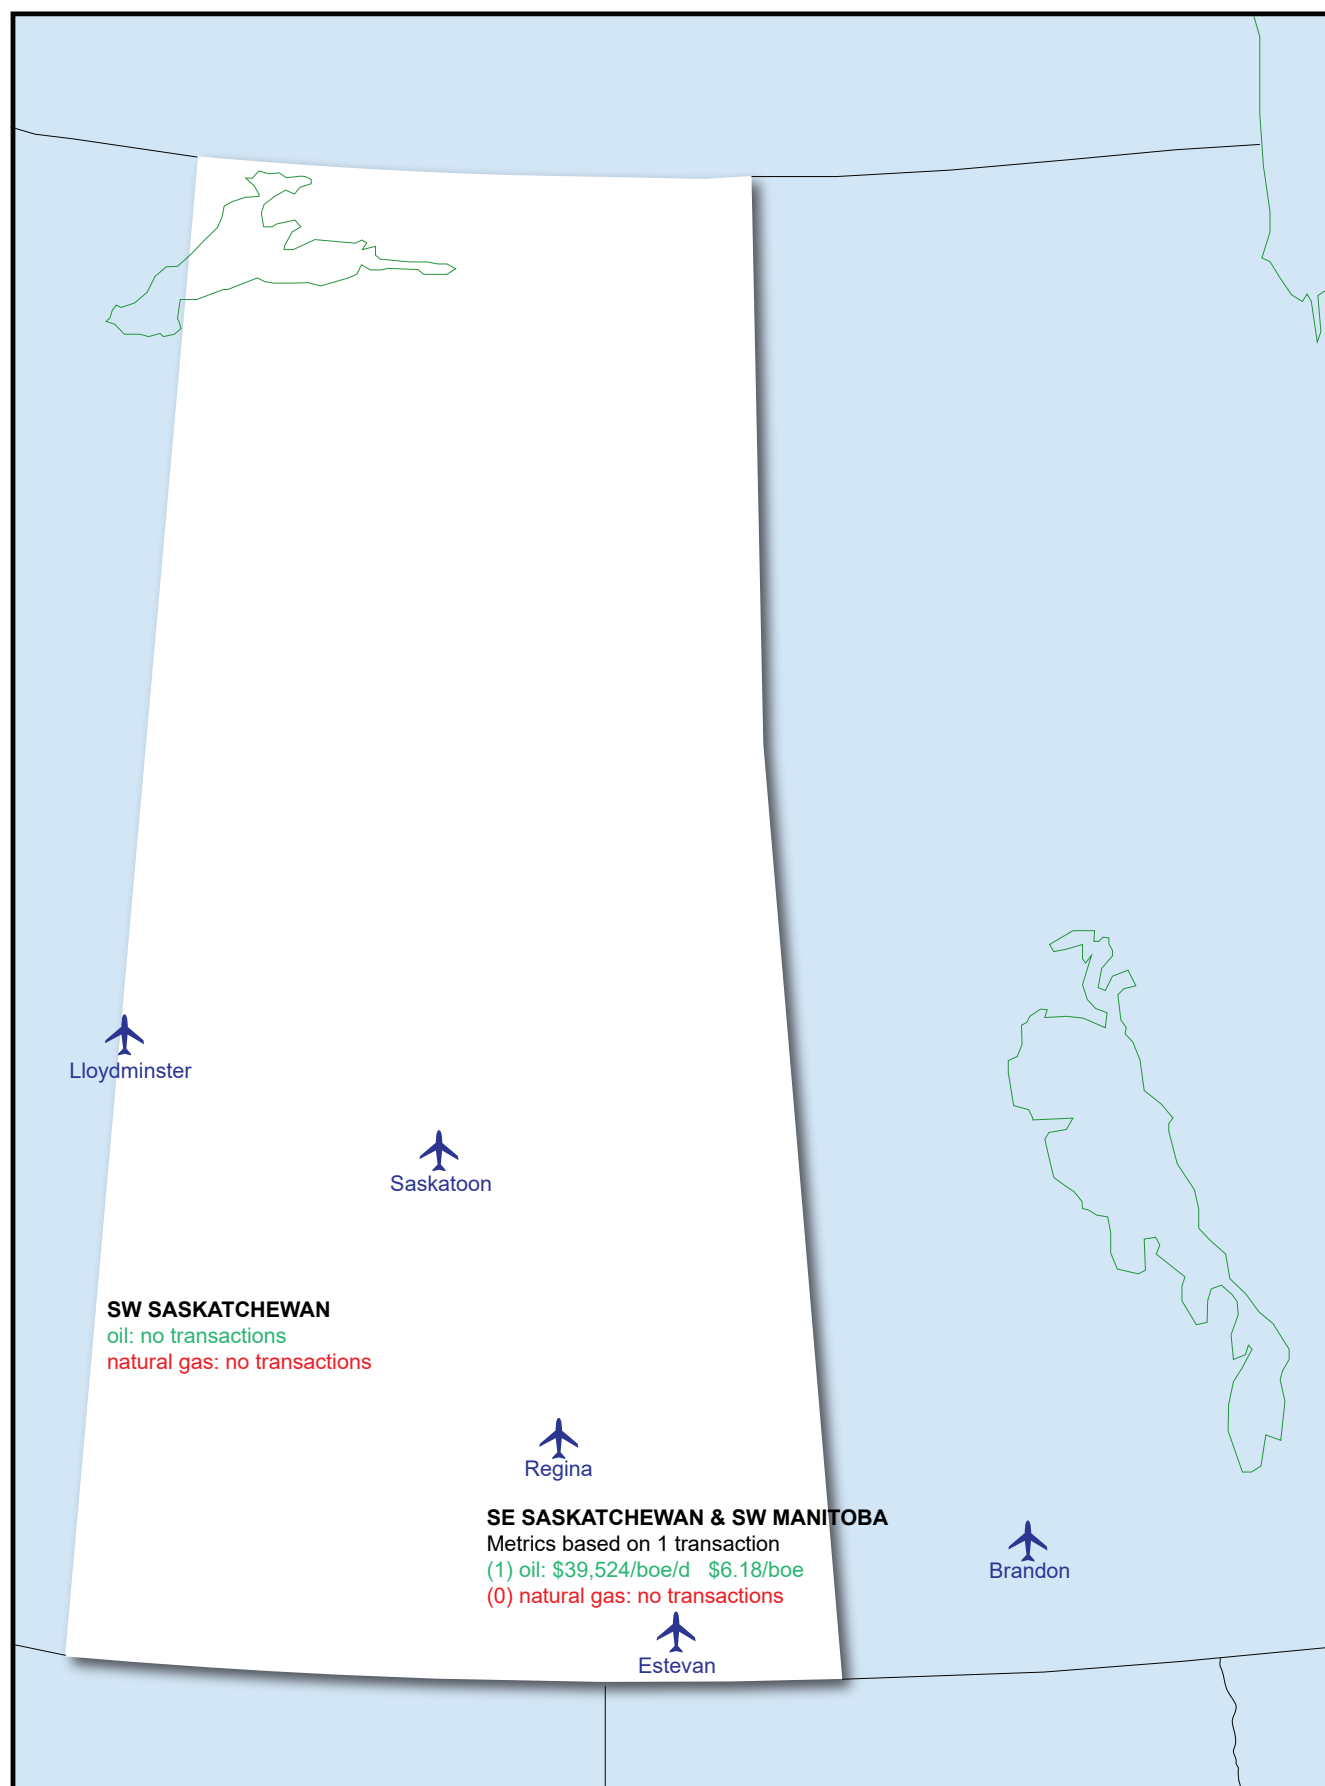 Lloydminster
Saskatoon
SW SASKATCHEWAN
oil: no transactions
natural gas: no transactions
Regina
SE SASKATCHEWAN & SW MANITOBA
Metrics based on 1 transaction
(1) oil: $39,524/boe/d $6.18/boe
(0) natural gas: no transactions
Brandon
Estevan